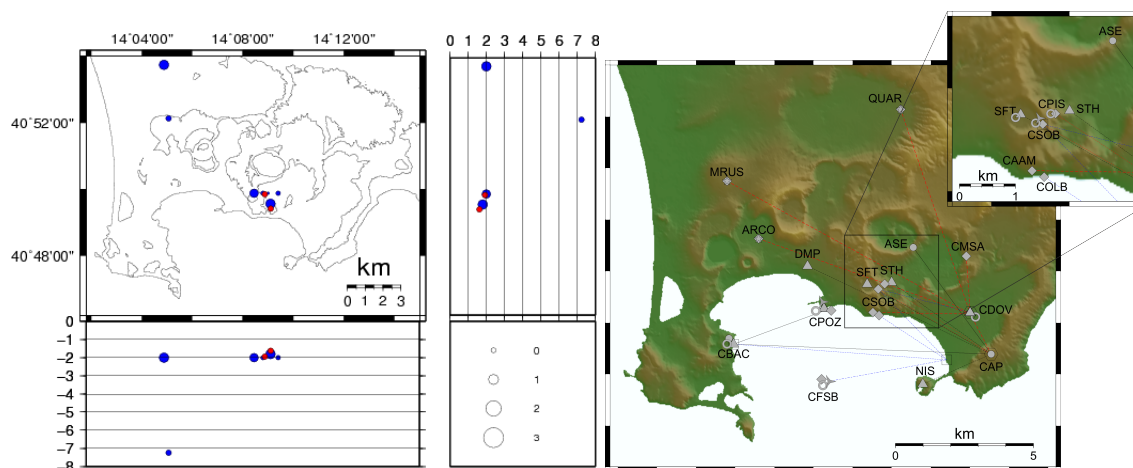 14°04'00" 14°08'00" 14°12'00"
40°52'00"
40°48'00"
km
0 1 2 3
0 1 2 3 4 5 6 7 8
0
−1
−2
−3
−4
−5
−6
−7
−8
0
1
2
3
QUAR
MRUS
ARCO
DMP
ASE
CMSA
SFT
STH
CSOB
CPOZ
CDOV
CBAC
CAP
NIS
CFSB
km
0 5
ASE
SFT
CPIS
STH
CSOB
CAAM
COLB
km
0 1